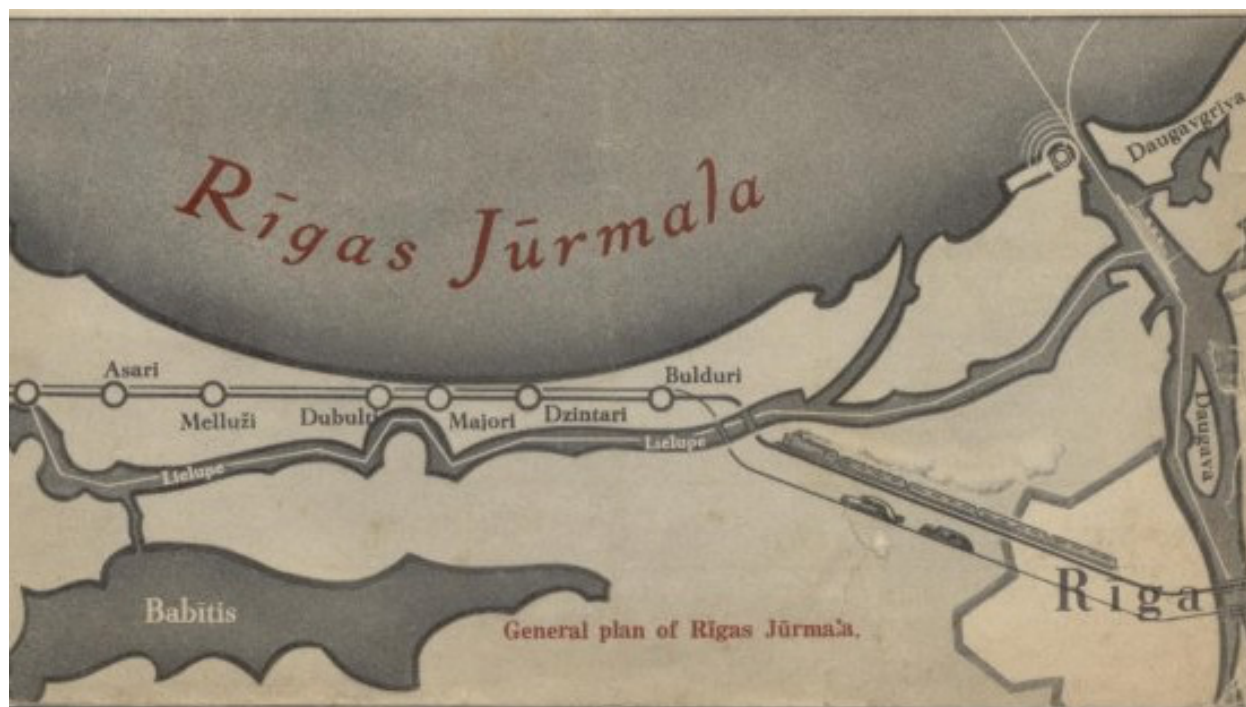 Daugavgrīva
Rīgas Jūrmala
Asari
Bulduri
Melluži
Dubulti
Majori
Dzintari
Lielupe
Lielupe
Daugava
Rīga
Babītis
General plan of Rīgas Jūrmala.